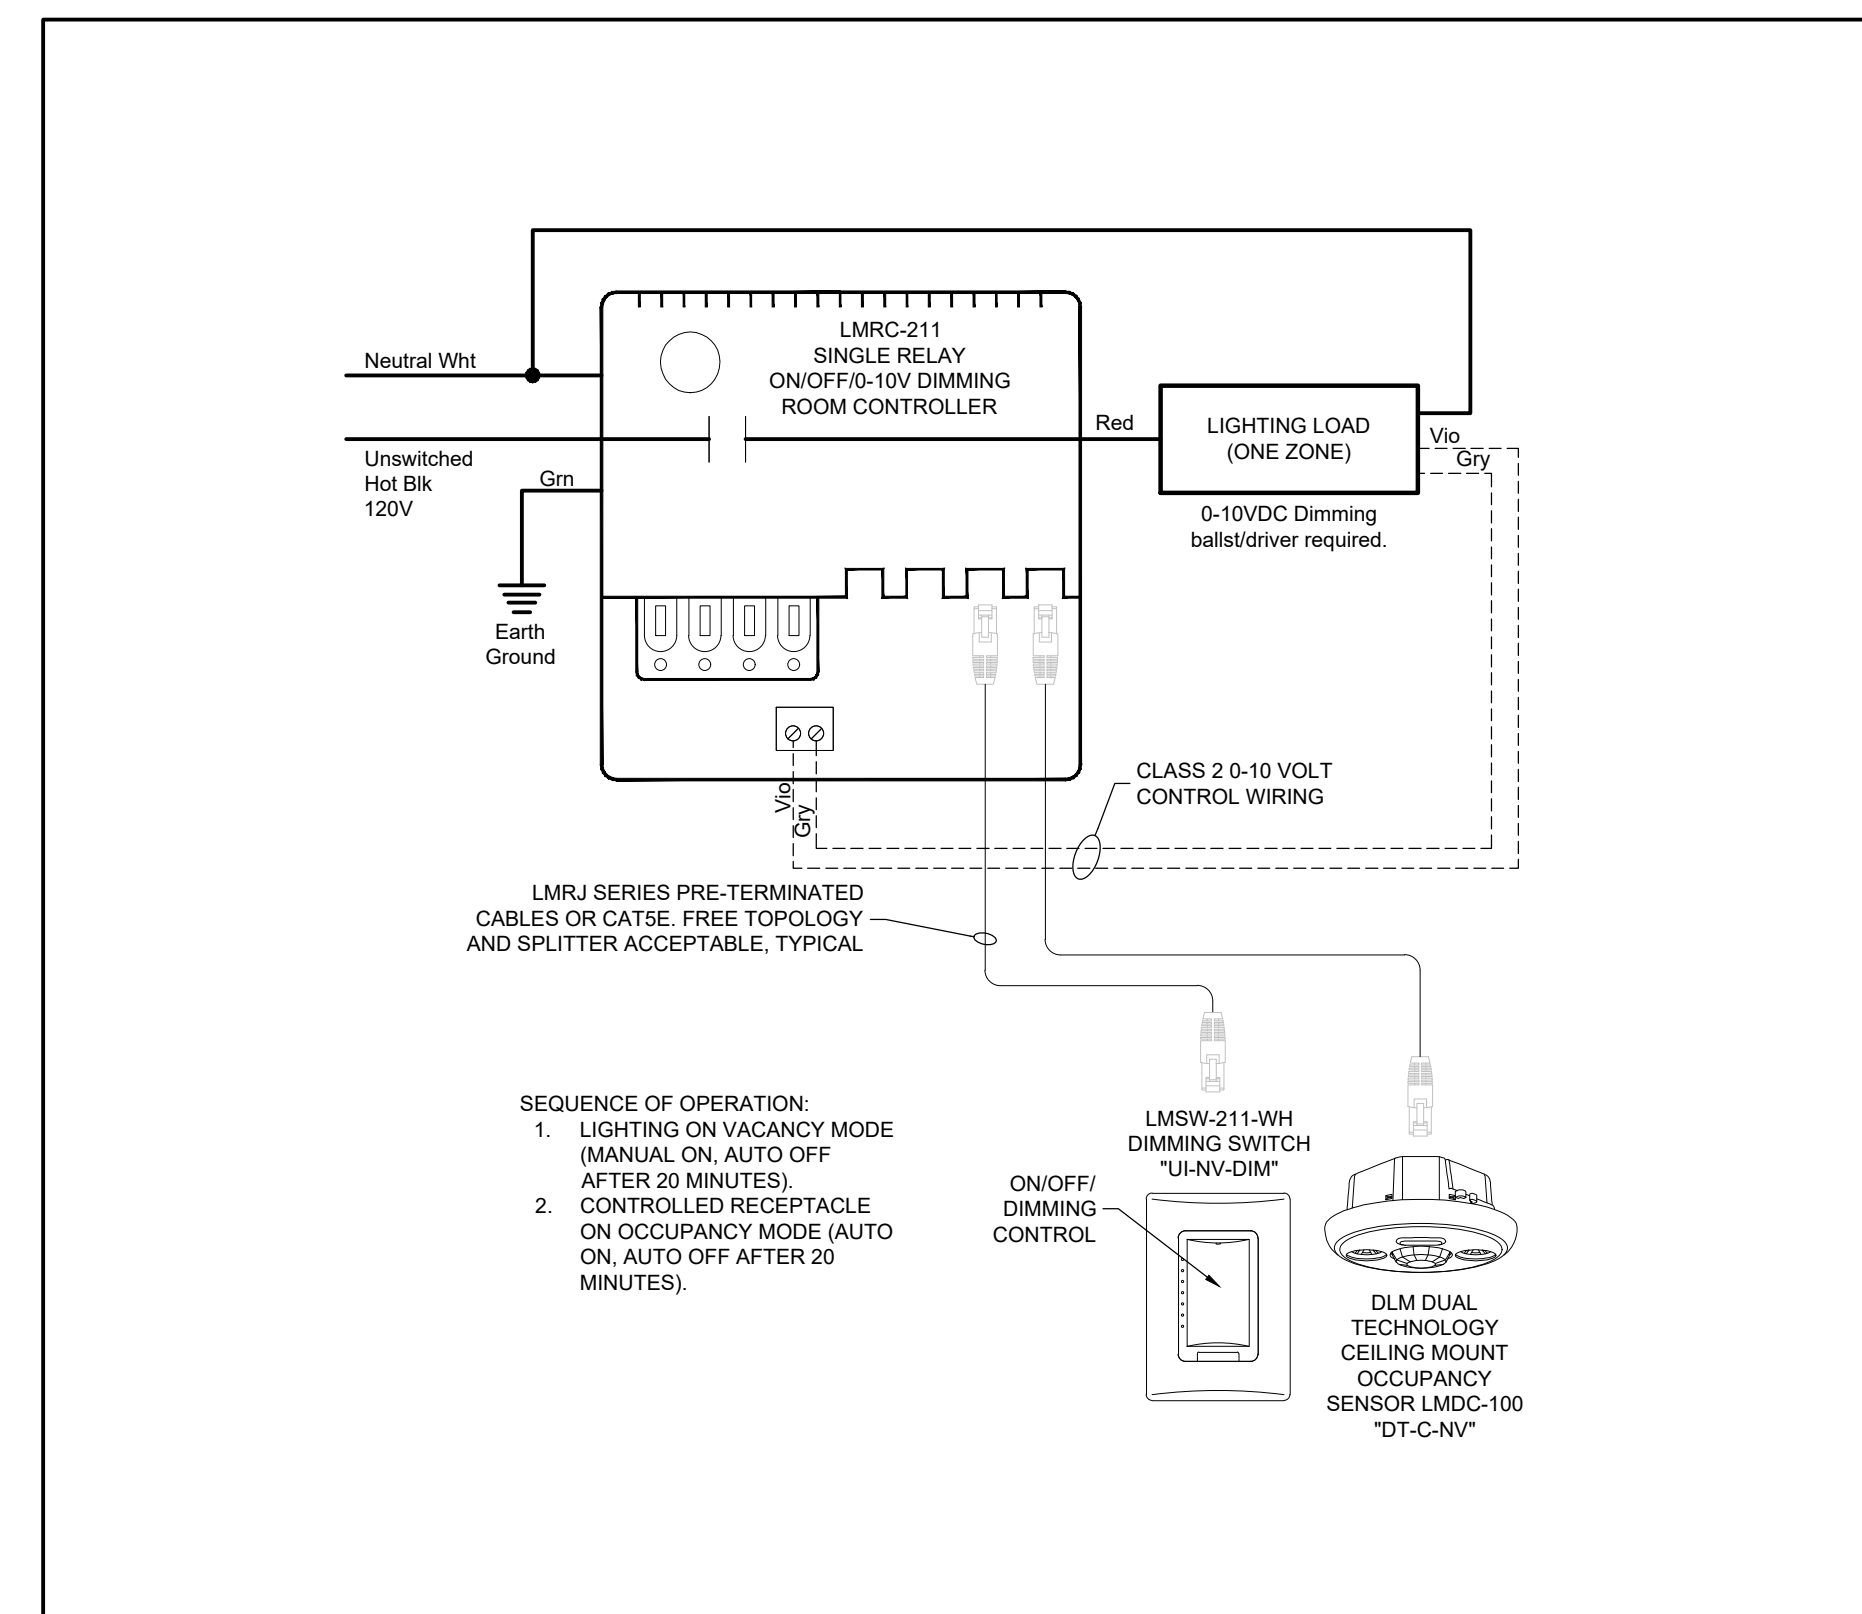 LMRC-211
SINGLE RELAY
ON/OFF/0-10V DIMMING
ROOM CONTROLLER
Neutral Wht
Unswitched
Hot Blk
120V
Grn
Earth
Ground
Red
LIGHTING LOAD
(ONE ZONE)
Vio
Gry
0-10VDC Dimming
ballst/driver required.
Vio
Gry
CLASS 2 0-10 VOLT
CONTROL WIRING
LMRJ SERIES PRE-TERMINATED
CABLES OR CAT5E. FREE TOPOLOGY
AND SPLITTER ACCEPTABLE, TYPICAL
SEQUENCE OF OPERATION:
1. LIGHTING ON VACANCY MODE
(MANUAL ON, AUTO OFF
AFTER 20 MINUTES).
2. CONTROLLED RECEPTACLE
ON OCCUPANCY MODE (AUTO
ON, AUTO OFF AFTER 20
MINUTES).
LMSW-211-WH
DIMMING SWITCH
"UI-NV-DIM"
ON/OFF/
DIMMING
CONTROL
DLM DUAL
TECHNOLOGY
CEILING MOUNT
OCCUPANCY
SENSOR LMDC-100
"DT-C-NV"